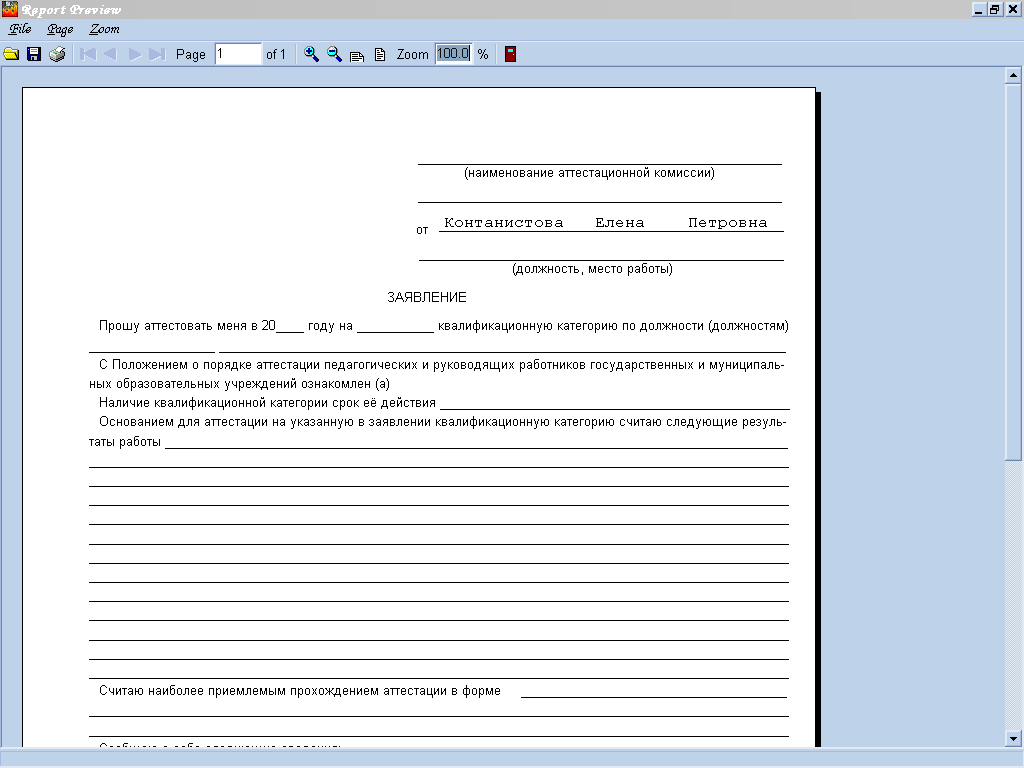 Report Preview
File Page Zoom
Page 1 of 1 Zoom 100.0 %
(наименование аттестационной комиссии)
от Контанистова Елена Петровна
(должность, место работы)
ЗАЯВЛЕНИЕ
Прошу аттестовать меня в 20____ году на ___________ квалификационную категорию по должности (должностям)
С Положением о порядке аттестации педагогических и руководящих работников государственных и муниципаль-
ных образовательных учреждений ознакомлен (а)
Наличие квалификационной категории срок её действия
Основанием для аттестации на указанную в заявлении квалификационную категорию считаю следующие резуль-
таты работы
Считаю наиболее приемлемым прохождением аттестации в форме